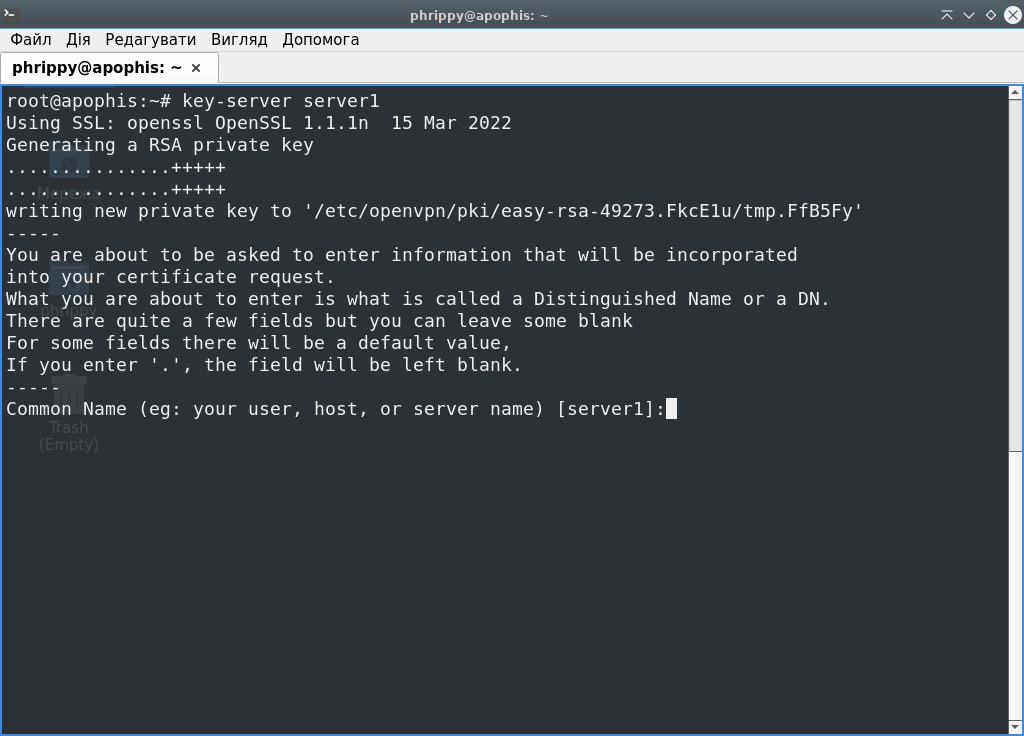 phrippy@apophis: ~
Файл Дія Редагувати Вигляд Допомога
phrippy@apophis: ~
root@apophis:~# key-server server1
Using SSL: openssl OpenSSL 1.1.1n  15 Mar 2022
Generating a RSA private key
...............+++++
...............+++++
writing new private key to '/etc/openvpn/pki/easy-rsa-49273.FkcE1u/tmp.FfB5Fy'
-----
You are about to be asked to enter information that will be incorporated
into your certificate request.
What you are about to enter is what is called a Distinguished Name or a DN.
There are quite a few fields but you can leave some blank
For some fields there will be a default value,
If you enter '.', the field will be left blank.
-----
Common Name (eg: your user, host, or server name) [server1]:
Мережа
phrippy
Trash
(Empty)